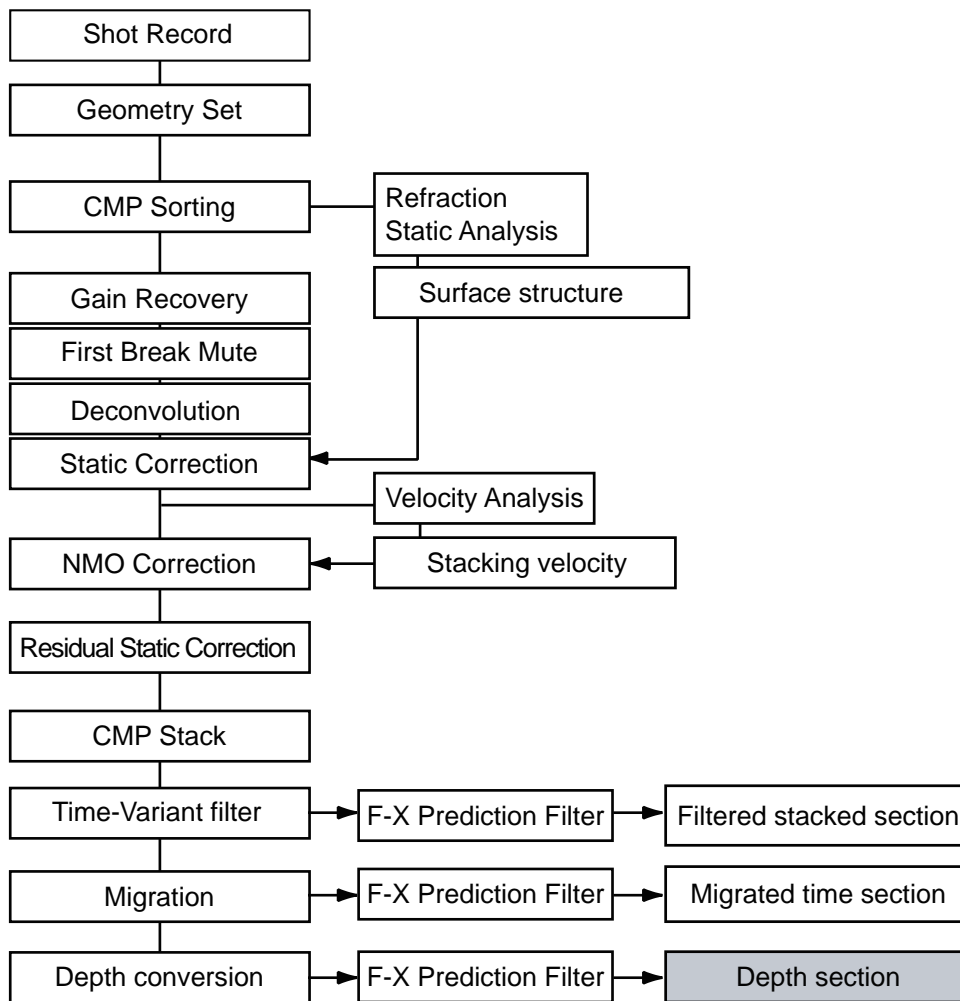 Shot Record
Geometry Set
CMP Sorting
Refraction
Static Analysis
Surface structure
Gain Recovery
First Break Mute
Deconvolution
Static Correction
Velocity Analysis
Stacking velocity
NMO Correction
Residual Static Correction
CMP Stack
Time-Variant filter
F-X Prediction Filter
Filtered stacked section
Migration
F-X Prediction Filter
Migrated time section
Depth conversion
F-X Prediction Filter
Depth section